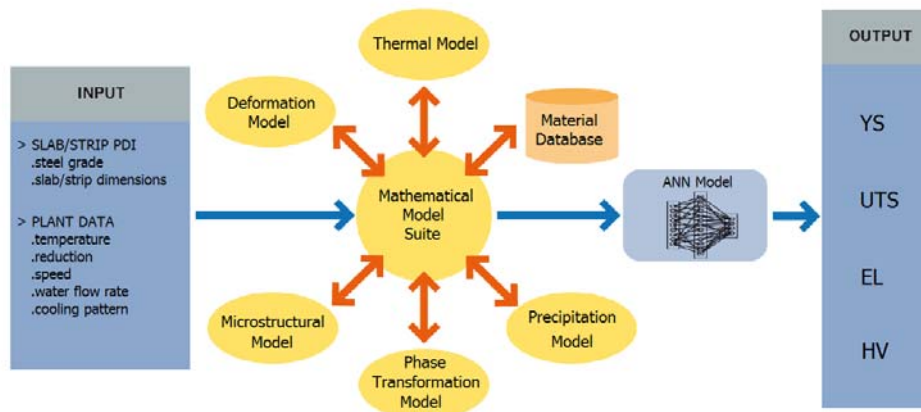 INPUT
> SLAB/STRIP PDI
.steel grade
.slab/strip dimensions
> PLANT DATA
.temperature
.reduction
.speed
.water flow rate
.cooling pattern
Thermal Model
Deformation
Model
Material
Database
Mathematical
Model
Suite
Microstructural
Model
Phase
Transformation
Model
Precipitation
Model
ANN Model
OUTPUT
YS
UTS
EL
HV